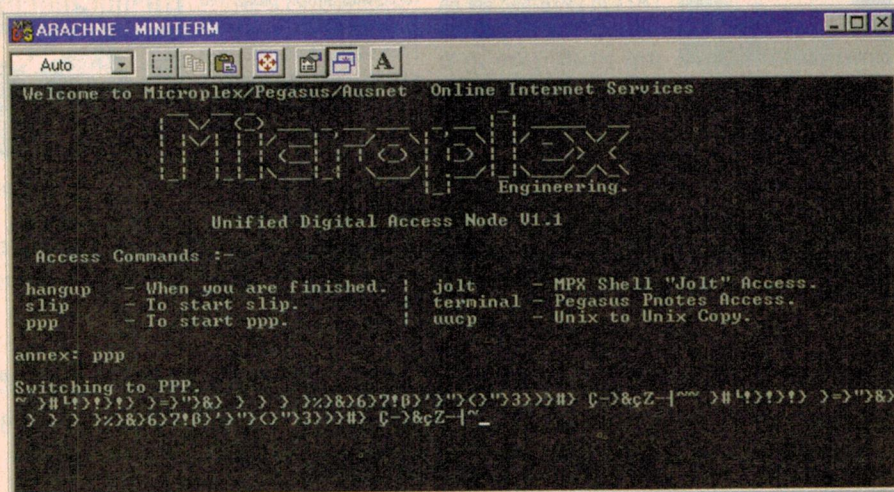 ARACHNE - MINITERM
Auto
A
Welcome to Microplex/Pegasus/Ausnet Online Internet Services
Microplex
Engineering.
Unified Digital Access Node V1.1
Access Commands :-
hangup - When you are finished. | jolt - MPX Shell "Jolt" Access.
slip - To start slip. | terminal - Pegasus Pnotes Access.
ppp - To start ppp. | uucp - Unix to Unix Copy.
annex: ppp
Switching to PPP.